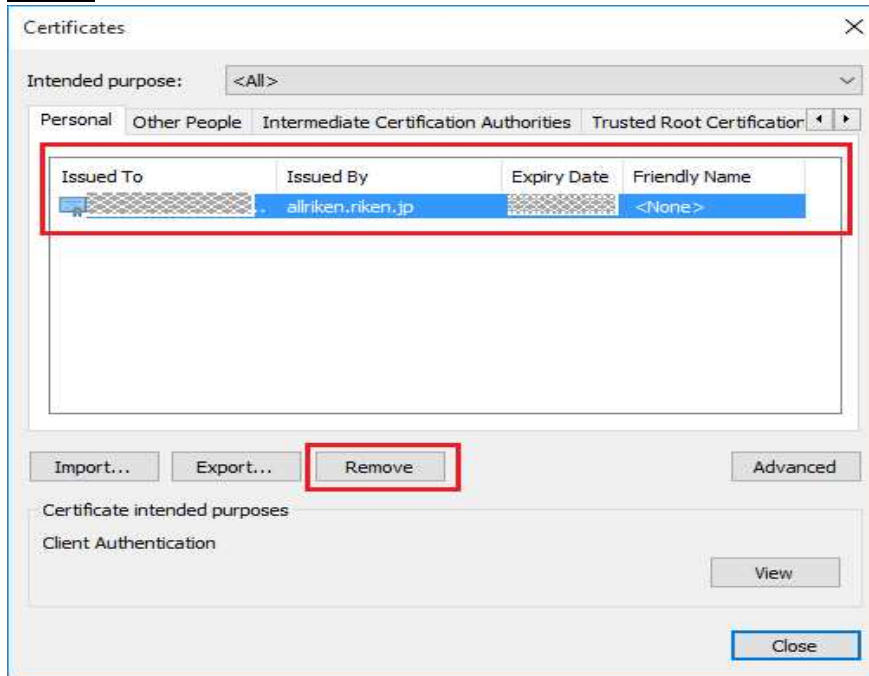 Certificates
Intended purpose: <All>
Personal Other People Intermediate Certification Authorities Trusted Root Certification
Issued To Issued By Expiry Date Friendly Name
.. allriken.riken.jp <None>
Import... Export... Remove Advanced
Certificate intended purposes
Client Authentication
View
Close